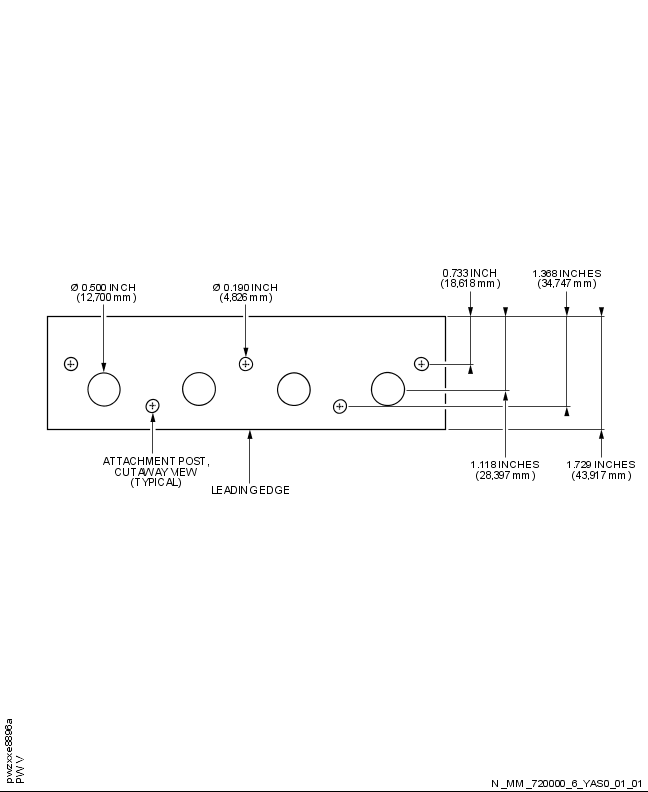 0.733 INCH
(18,618 mm)
1.368 INCHES
(34,747 mm)
Ø 0.500 INCH
(12,700 mm)
Ø 0.190 INCH
(4,826 mm)
ATTACHMENT POST,
CUTAWAY VIEW
(TYPICAL)
LEADING EDGE
1.118 INCHES
(28,397 mm)
1.729 INCHES
(43,917 mm)
pwzxxe8896a
PW V
N_MM_720000_6_YAS0_01_01